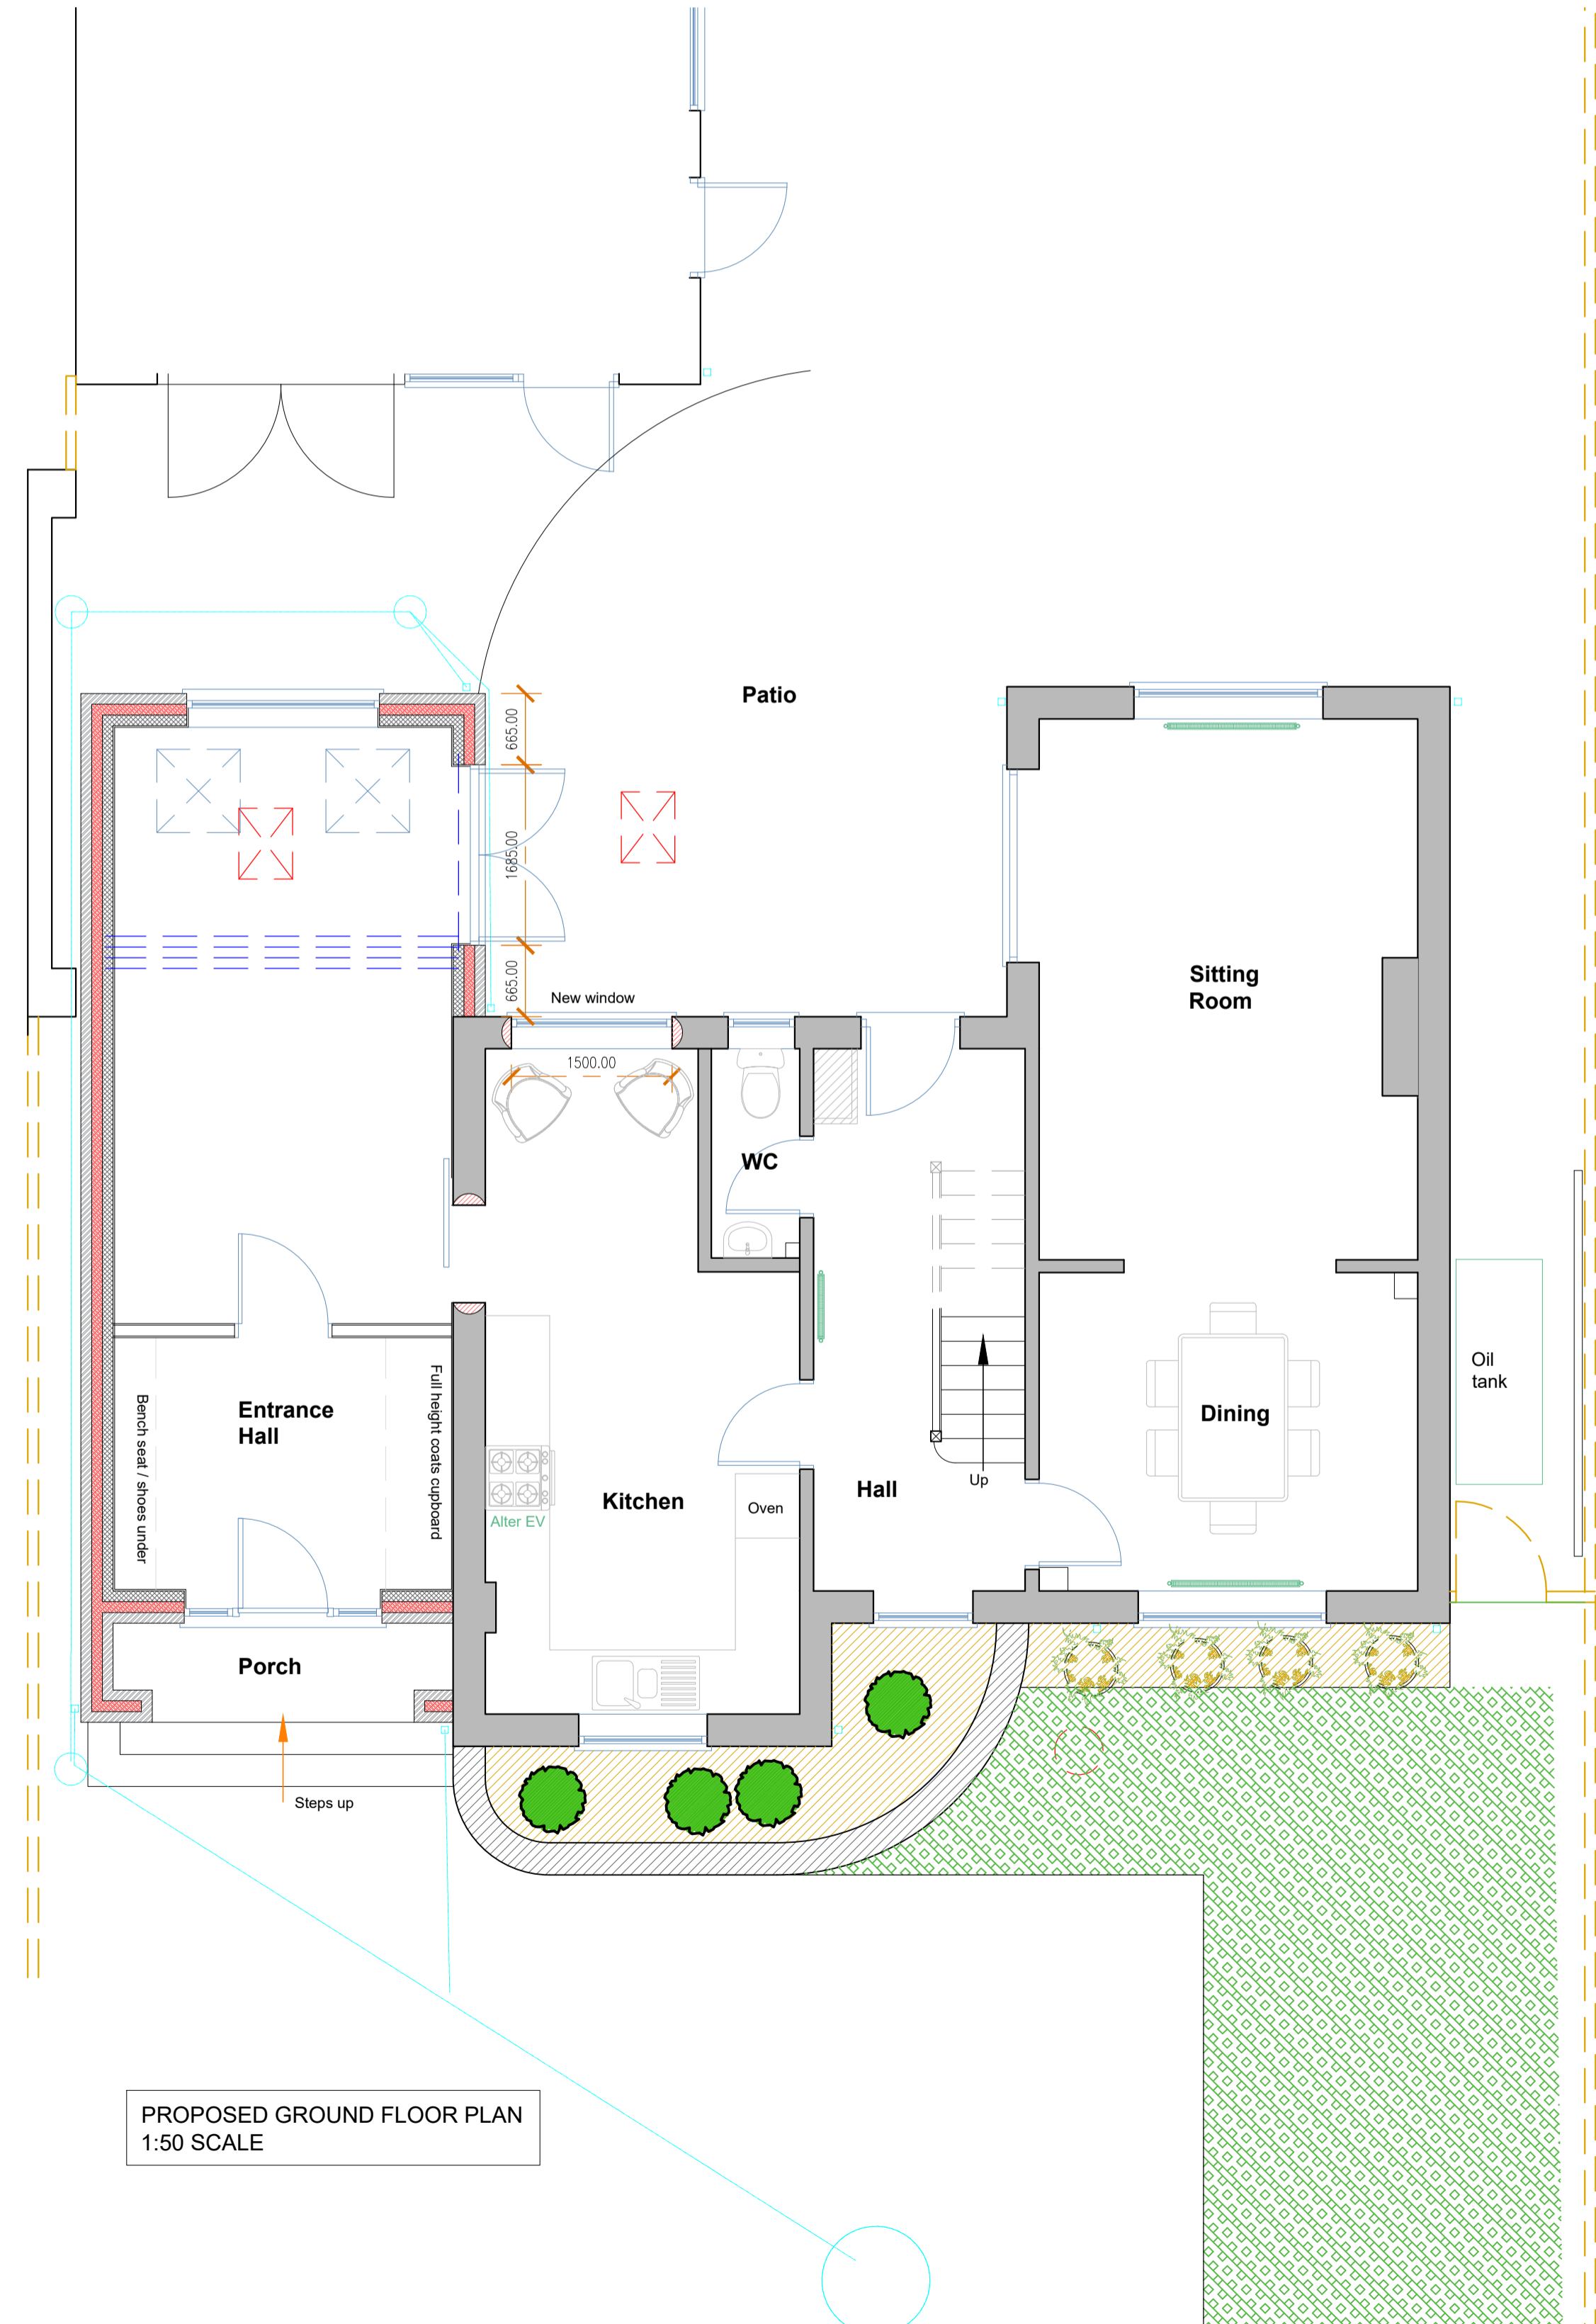 Patio
665.00
1685.00
665.00
New window
1500.00
Sitting
Room
WC
Entrance
Hall
Bench seat / shoes under
Full height coats cupboard
Kitchen
Alter EV
Oven
Hall
Up
Dining
Oil
tank
Porch
Steps up
PROPOSED GROUND FLOOR PLAN
1:50 SCALE